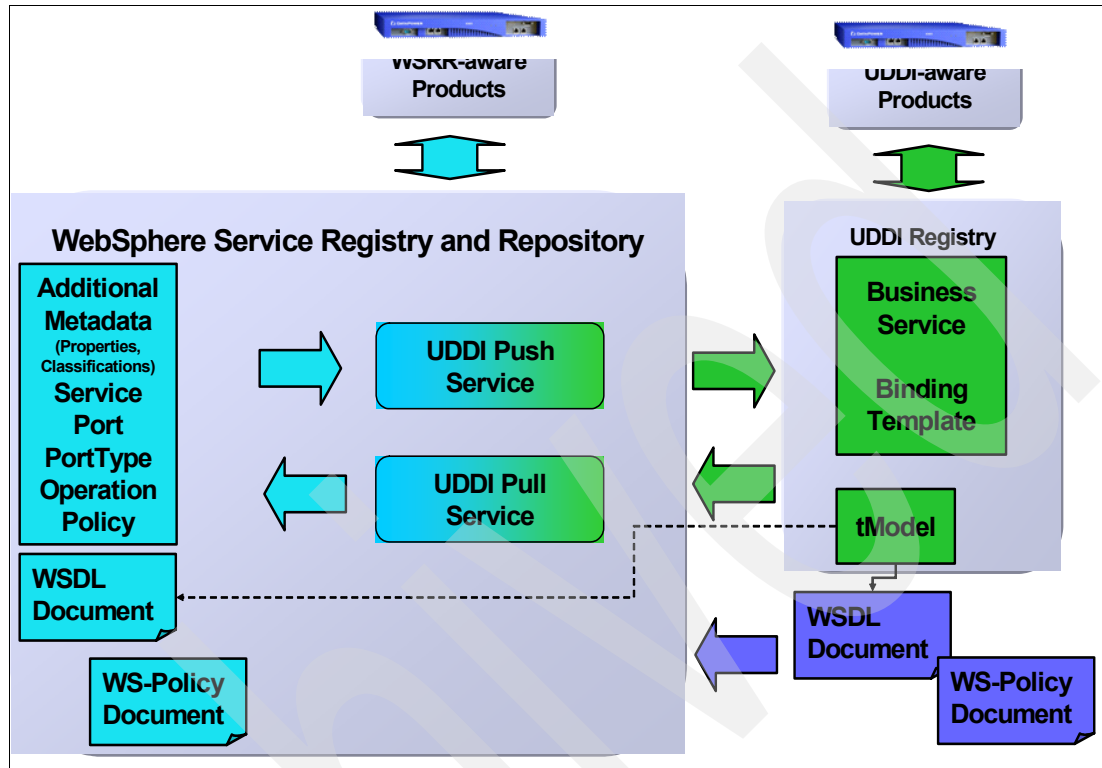 WSRR-aware
Products
UDDI-aware
Products
WebSphere Service Registry and Repository
UDDI Registry
Additional
Metadata
(Properties,
Classifications)
Service
Port
PortType
Operation
Policy
UDDI Push
Service
UDDI Pull
Service
Business
Service
Binding
Template
tModel
WSDL
Document
WS-Policy
Document
WSDL
Document
WS-Policy
Document